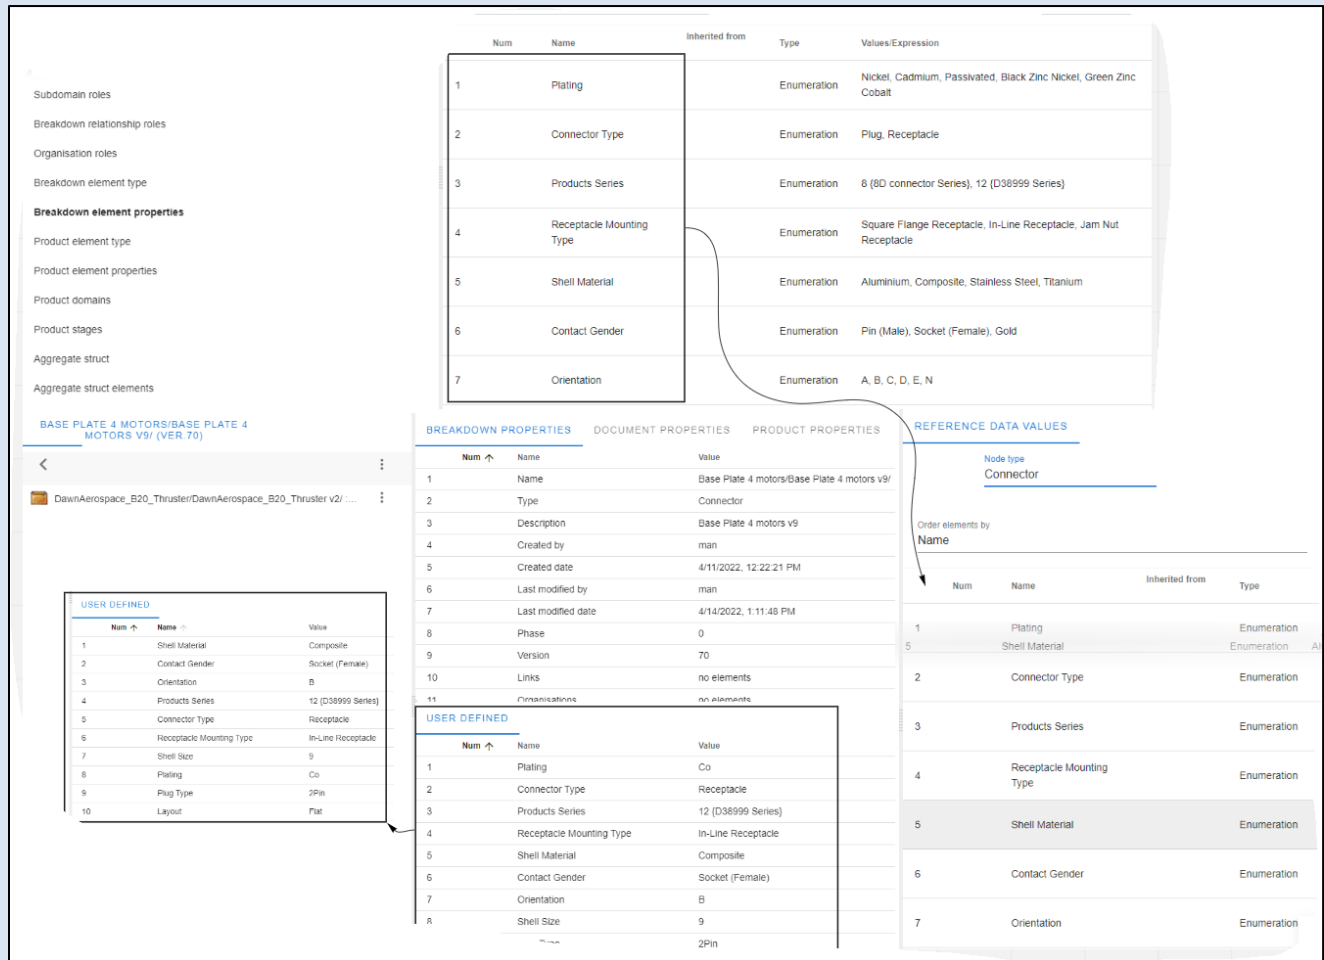 Subdomain roles
Breakdown relationship roles
Organisation roles
Breakdown element type
Breakdown element properties
Product element type
Product element properties
Product domains
Product stages
Aggregate struct
Aggregate struct elements
Num Name Inherited from Type Values/Expression
1 Plating Enumeration Nickel, Cadmium, Passivated, Black Zinc Nickel, Green Zinc
Cobalt
2 Connector Type Enumeration Plug, Receptacle
3 Products Series Enumeration 8 {8D connector Series}, 12 {D38999 Series}
4 Receptacle Mounting
Type Enumeration Square Flange Receptacle, In-Line Receptacle, Jam Nut
Receptacle
5 Shell Material Enumeration Aluminium, Composite, Stainless Steel, Titanium
6 Contact Gender Enumeration Pin (Male), Socket (Female), Gold
7 Orientation Enumeration A, B, C, D, E, N
BASE PLATE 4 MOTORS/BASE PLATE 4
MOTORS V9/ (VER.70)
DawnAerospace_B20_Thruster/DawnAerospace_B20_Thruster v2/ :...
USER DEFINED
Num Name Value
1 Shell Material Composite
2 Contact Gender Socket (Female)
3 Orientation B
4 Products Series 12 {D38999 Series}
5 Connector Type Receptacle
6 Receptacle Mounting Type In-Line Receptacle
7 Shell Size 9
8 Plating Co
9 Plug Type 2Pin
10 Layout Flat
BREAKDOWN PROPERTIES DOCUMENT PROPERTIES PRODUCT PROPERTIES
Num Name Value
1 Name Base Plate 4 motors/Base Plate 4 motors v9/
2 Type Connector
3 Description Base Plate 4 motors v9
4 Created by man
5 Created date 4/11/2022, 12:22:21 PM
6 Last modified by man
7 Last modified date 4/14/2022, 1:11:48 PM
8 Phase 0
9 Version 70
10 Links no elements
11 Organisations no elements
USER DEFINED
Num Name Value
1 Plating Co
2 Connector Type Receptacle
3 Products Series 12 {D38999 Series}
4 Receptacle Mounting Type In-Line Receptacle
5 Shell Material Composite
6 Contact Gender Socket (Female)
7 Orientation B
8 Shell Size 9
2Pin
REFERENCE DATA VALUES
Node type
Connector
Order elements by
Name
Num Name Inherited from Type
1 Plating Enumeration
5 Shell Material Enumeration Al
2 Connector Type Enumeration
3 Products Series Enumeration
4 Receptacle Mounting
Type Enumeration
5 Shell Material Enumeration
6 Contact Gender Enumeration
7 Orientation Enumeration